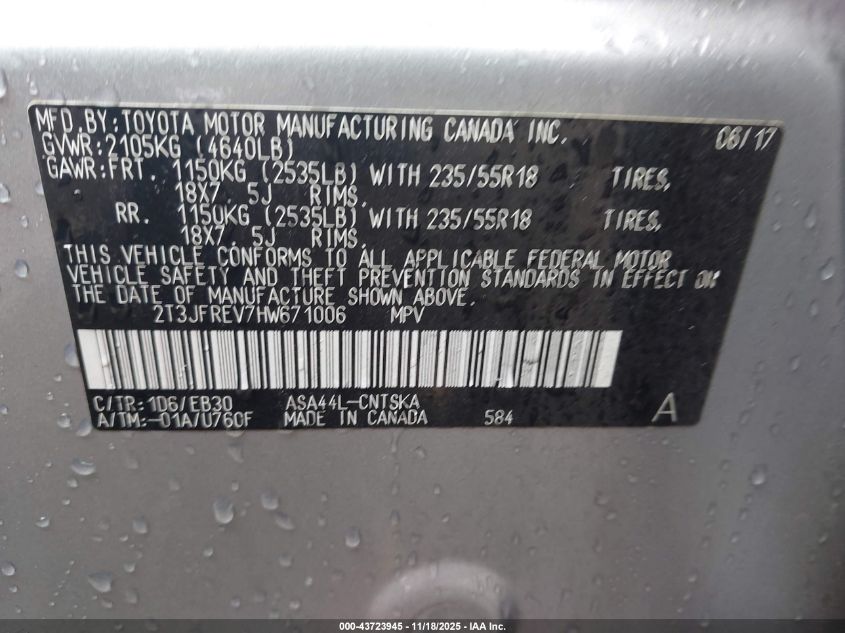 MFD.BY:TOYOTA MOTOR MANUFACTURING CANADA INC. 06/17
GVWR:2105KG (4640LB)
GAWR:FRT. 1150KG (2535LB) WITH 235/55R18 TIRES,
18X7.5J RIMS,
RR. 1150KG (2535LB) WITH 235/55R18 TIRES,
18X7.5J RIMS,
THIS VEHICLE CONFORMS TO ALL APPLICABLE FEDERAL MOTOR
VEHICLE SAFETY AND THEFT PREVENTION STANDARDS IN EFFECT ON
THE DATE OF MANUFACTURE SHOWN ABOVE.
2T3JFREV7HW671006 MPV
C/TR:1D6/EB30 ASA44L-CNTSKA
A/TM:-01A/U760F MADE IN CANADA 584 A
000-43723945 - 11/18/2025 - IAA Inc.